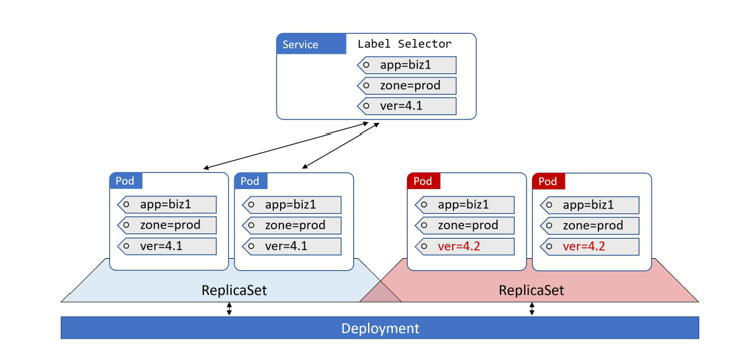 Service
Label Selector
app=biz1
zone=prod
ver=4.1
Pod
app=biz1
zone=prod
ver=4.1
Pod
app=biz1
zone=prod
ver=4.1
Pod
app=biz1
zone=prod
ver=4.2
Pod
app=biz1
zone=prod
ver=4.2
ReplicaSet
ReplicaSet
Deployment